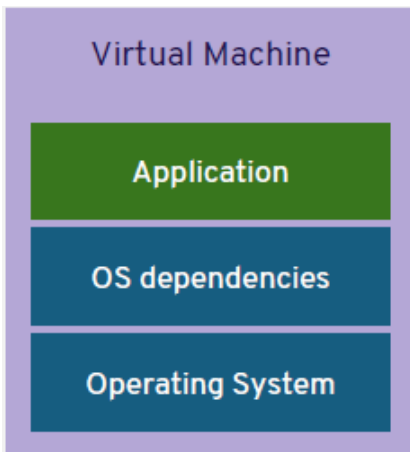 Virtual Machine
Application
OS dependencies
Operating System